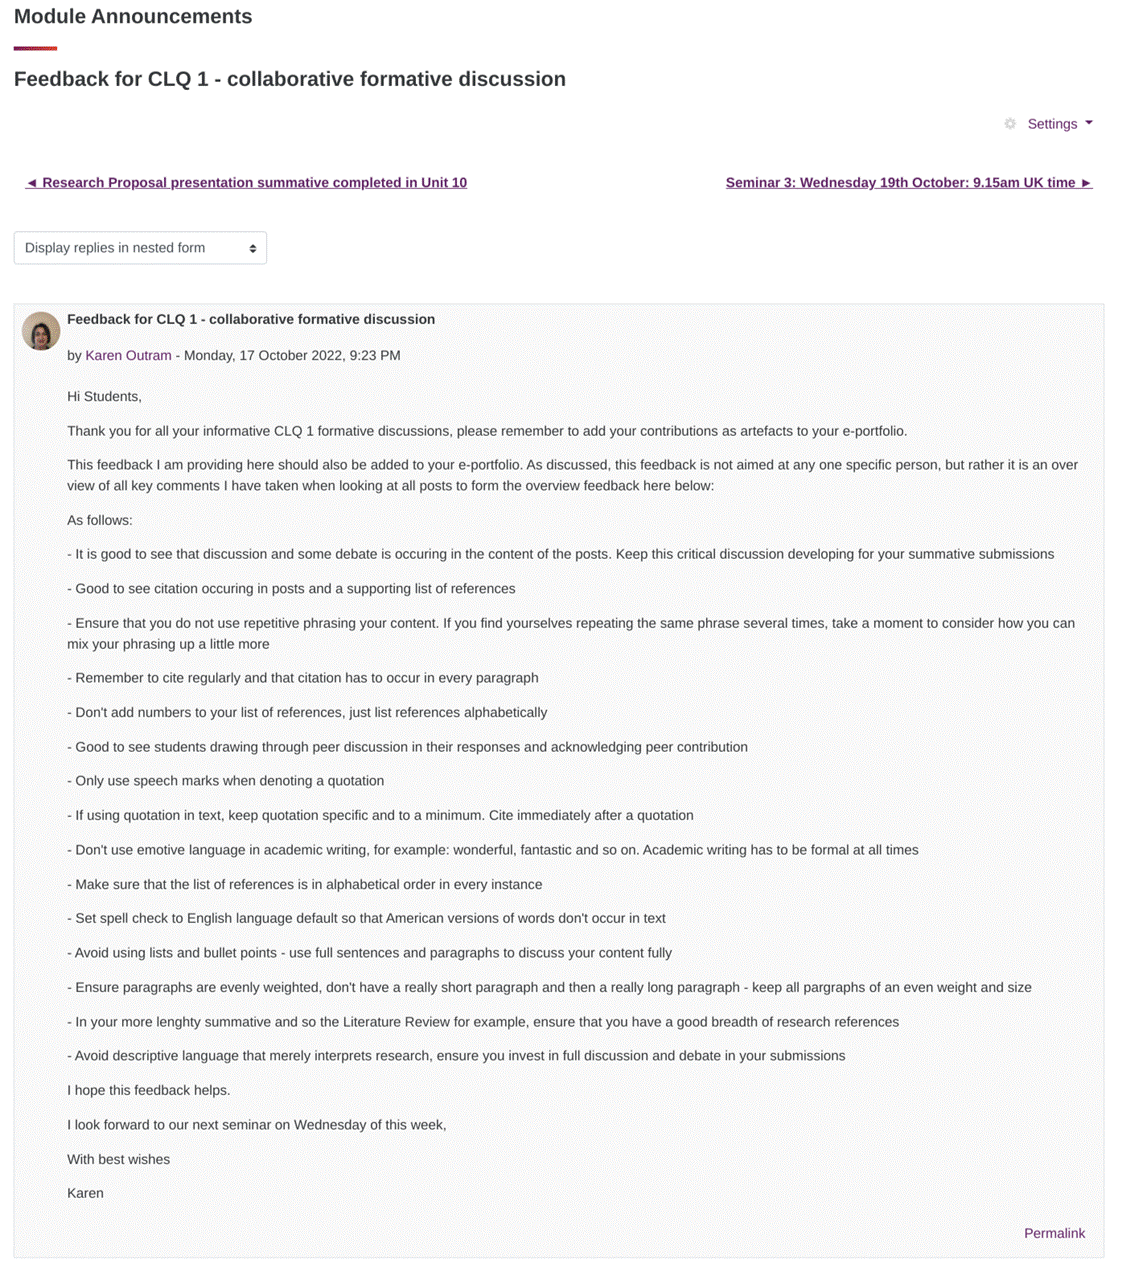 Module Announcements
Feedback for CLQ 1 - collaborative formative discussion
Settings
◄ Research Proposal presentation summative completed in Unit 10
Seminar 3: Wednesday 19th October: 9.15am UK time ►
Display replies in nested form
Feedback for CLQ 1 - collaborative formative discussion
by Karen Outram - Monday, 17 October 2022, 9:23 PM
Hi Students,
Thank you for all your informative CLQ 1 formative discussions, please remember to add your contributions as artefacts to your e-portfolio.
This feedback I am providing here should also be added to your e-portfolio. As discussed, this feedback is not aimed at any one specific person, but rather it is an over
view of all key comments I have taken when looking at all posts to form the overview feedback here below:
As follows:
- It is good to see that discussion and some debate is occuring in the content of the posts. Keep this critical discussion developing for your summative submissions
- Good to see citation occuring in posts and a supporting list of references
- Ensure that you do not use repetitive phrasing your content. If you find yourselves repeating the same phrase several times, take a moment to consider how you can
mix your phrasing up a little more
- Remember to cite regularly and that citation has to occur in every paragraph
- Don't add numbers to your list of references, just list references alphabetically
- Good to see students drawing through peer discussion in their responses and acknowledging peer contribution
- Only use speech marks when denoting a quotation
- If using quotation in text, keep quotation specific and to a minimum. Cite immediately after a quotation
- Don't use emotive language in academic writing, for example: wonderful, fantastic and so on. Academic writing has to be formal at all times
- Make sure that the list of references is in alphabetical order in every instance
- Set spell check to English language default so that American versions of words don't occur in text
- Avoid using lists and bullet points - use full sentences and paragraphs to discuss your content fully
- Ensure paragraphs are evenly weighted, don't have a really short paragraph and then a really long paragraph - keep all pargraphs of an even weight and size
- In your more lenghty summative and so the Literature Review for example, ensure that you have a good breadth of research references
- Avoid descriptive language that merely interprets research, ensure you invest in full discussion and debate in your submissions
I hope this feedback helps.
I look forward to our next seminar on Wednesday of this week,
With best wishes
Karen
Permalink